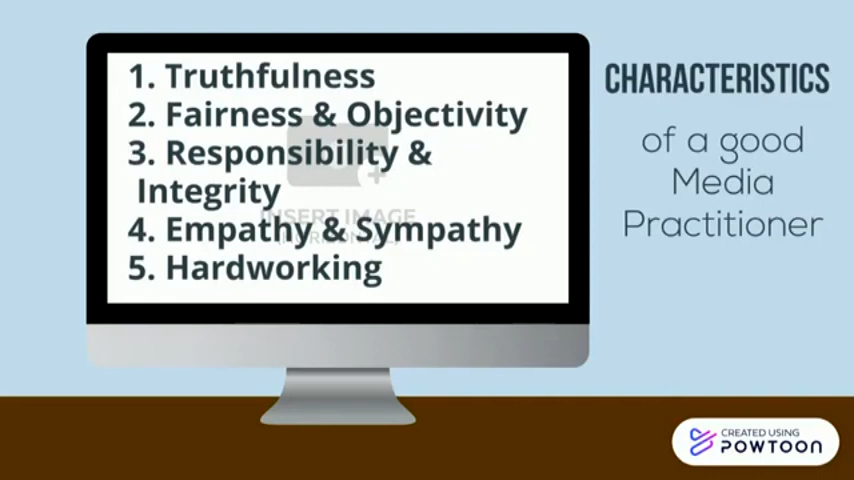 1. Truthfulness
2. Fairness & Objectivity
3. Responsibility &
Integrity
4. Empathy & Sympathy
5. Hardworking
INSERT IMAGE
(HORIZONTAL)
CHARACTERISTICS
of a good
Media
Practitioner
CREATED USING
POWTOON